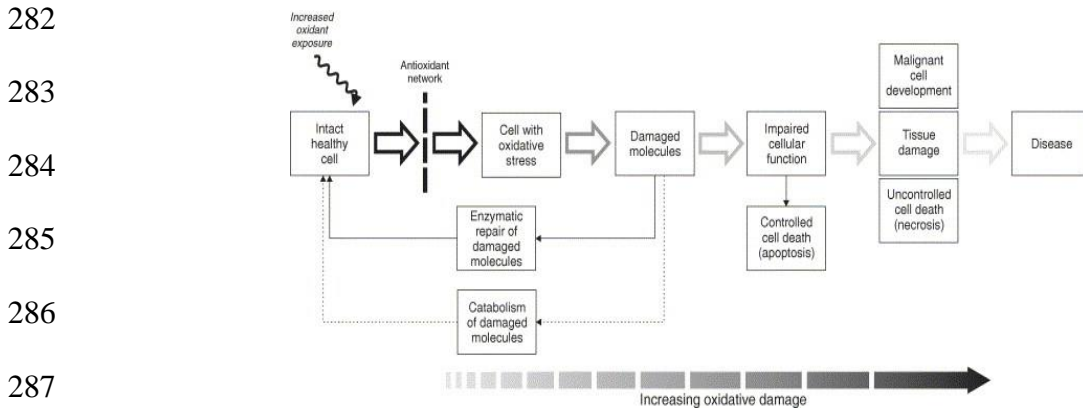 282
Increased
oxidant
exposure
Antioxidant
network
Malignant
cell
development
283
Intact
healthy
cell
Cell with
oxidative
stress
Damaged
molecules
Impaired
cellular
function
Tissue
damage
Disease
284
Uncontrolled
cell death
(necrosis)
Enzymatic
repair of
damaged
molecules
Controlled
cell death
(apoptosis)
285
Catabolism
of damaged
molecules
286
287
Increasing oxidative damage